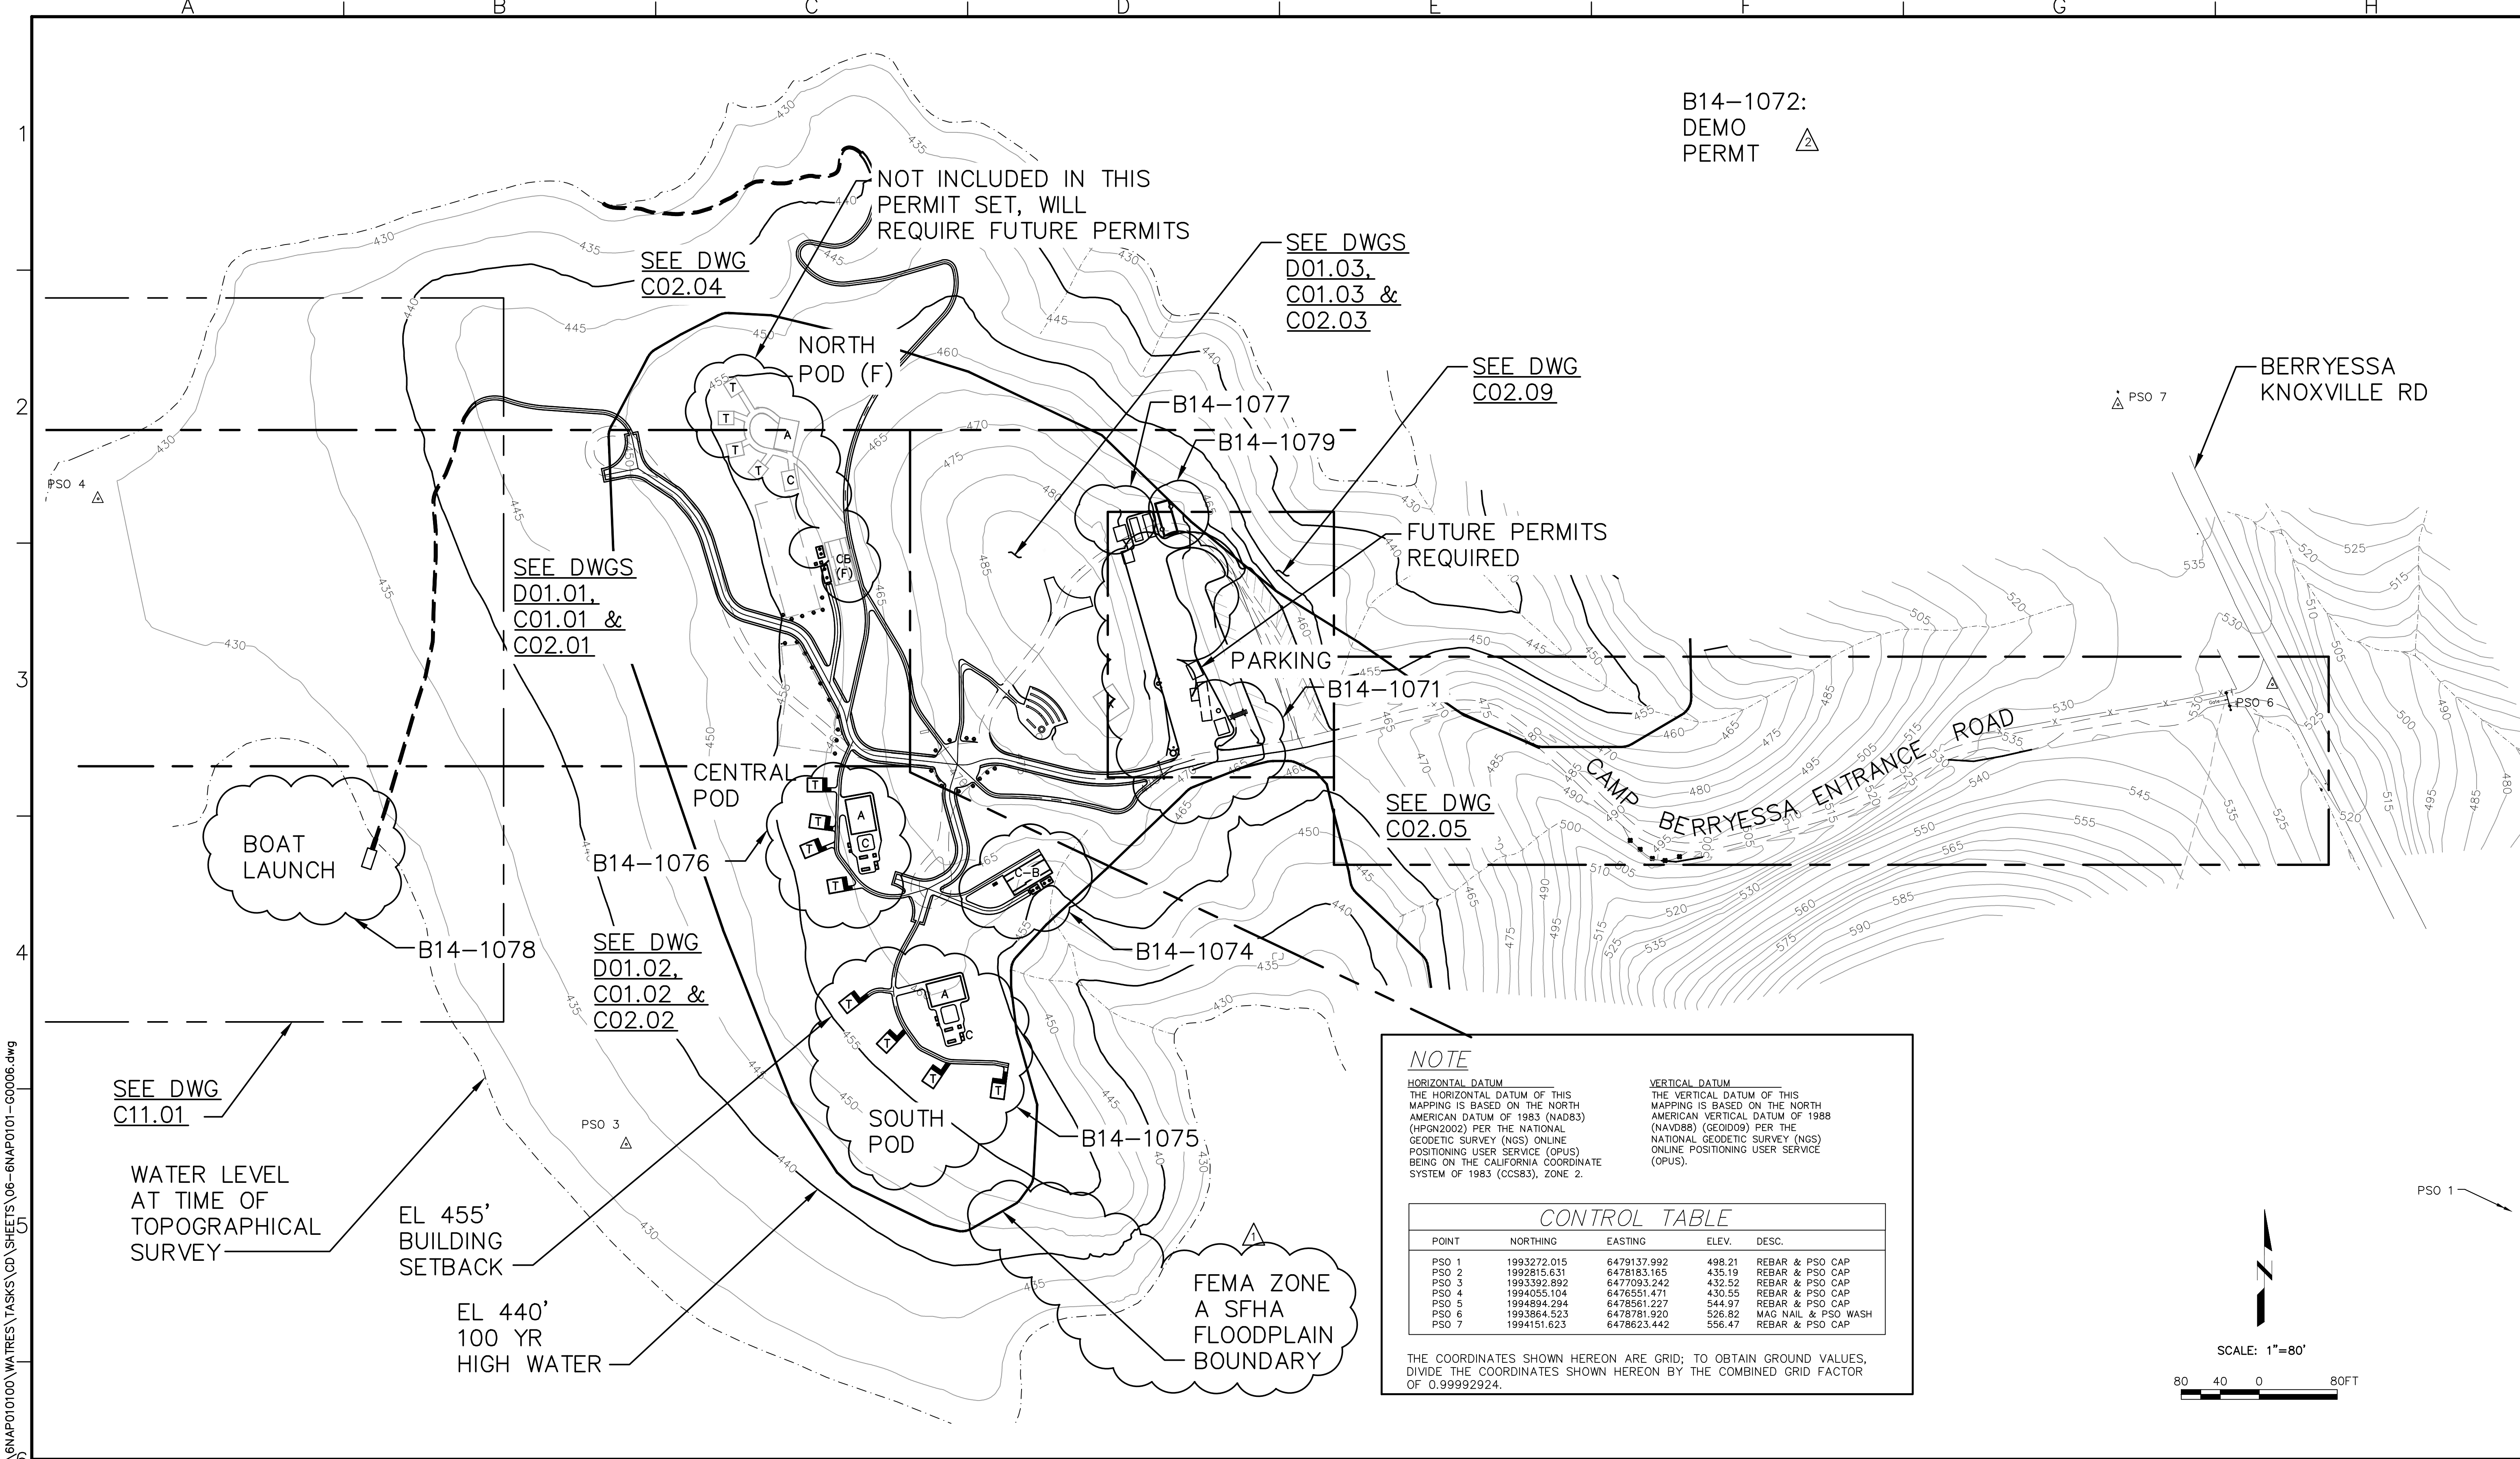 A B C D E F G H
1
2
3
4
5
B14-1072:
DEMO
PERMT
2
NOT INCLUDED IN THIS
PERMIT SET, WILL
REQUIRE FUTURE PERMITS
SEE DWG
C02.04
SEE DWGS
D01.03,
C01.03 &
C02.03
SEE DWG
C02.09
BERRYESSA
KNOXVILLE RD
PSO 7
NORTH
POD (F)
B14-1077
B14-1079
PSO 4
FUTURE PERMITS
REQUIRED
SEE DWGS
D01.01,
C01.01 &
C02.01
CB
(F)
PARKING
B14-1071
PSO 6
CENTRAL
POD
CAMP BERRYESSA ENTRANCE ROAD
SEE DWG
C02.05
BOAT
LAUNCH
B14-1076
C-B
B14-1078
B14-1074
SEE DWG
D01.02,
C01.02 &
C02.02
SEE DWG
C11.01
SOUTH
POD
B14-1075
PSO 3
WATER LEVEL
AT TIME OF
TOPOGRAPHICAL
SURVEY
EL 455'
BUILDING
SETBACK
EL 440'
100 YR
HIGH WATER
1
FEMA ZONE
A SFHA
FLOODPLAIN
BOUNDARY
NOTE
HORIZONTAL DATUM
THE HORIZONTAL DATUM OF THIS
MAPPING IS BASED ON THE NORTH
AMERICAN DATUM OF 1983 (NAD83)
(HPGN2002) PER THE NATIONAL
GEODETIC SURVEY (NGS) ONLINE
POSITIONING USER SERVICE (OPUS)
BEING ON THE CALIFORNIA COORDINATE
SYSTEM OF 1983 (CCS83), ZONE 2.
VERTICAL DATUM
THE VERTICAL DATUM OF THIS
MAPPING IS BASED ON THE NORTH
AMERICAN VERTICAL DATUM OF 1988
(NAVD88) (GEOID09) PER THE
NATIONAL GEODETIC SURVEY (NGS)
ONLINE POSITIONING USER SERVICE
(OPUS).
CONTROL TABLE
POINT NORTHING EASTING ELEV. DESC.
PSO 1 1993272.015 6479137.992 498.21 REBAR & PSO CAP
PSO 2 1992815.631 6478183.165 435.19 REBAR & PSO CAP
PSO 3 1993392.892 6477093.242 432.52 REBAR & PSO CAP
PSO 4 1994055.104 6476551.471 430.55 REBAR & PSO CAP
PSO 5 1994894.294 6478561.227 544.97 REBAR & PSO CAP
PSO 6 1993864.523 6478781.920 526.82 MAG NAIL & PSO WASH
PSO 7 1994151.623 6478623.442 556.47 REBAR & PSO CAP
THE COORDINATES SHOWN HEREON ARE GRID; TO OBTAIN GROUND VALUES,
DIVIDE THE COORDINATES SHOWN HEREON BY THE COMBINED GRID FACTOR
OF 0.99992924.
PSO 1
SCALE: 1"=80'
80 40 0 80FT
\6NAP010100\WATRES\TASKS\CD\SHEETS\06-6NAP0101-G0006.dwg